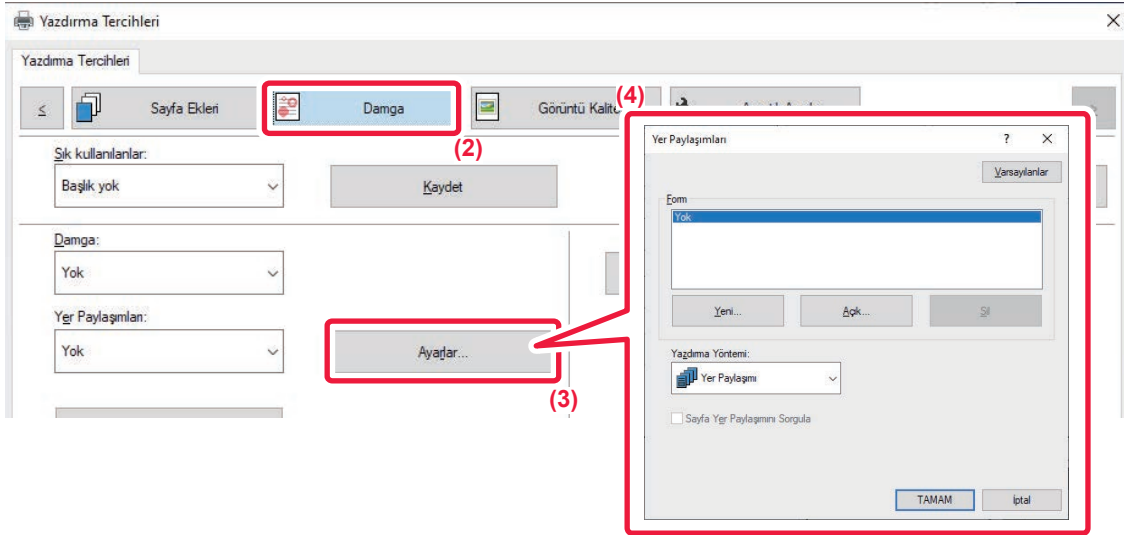 Yazdırma Tercihleri
Yazdırma Tercihleri
Sayfa Ekleri
Damga
Görüntü Kalite
(4)
(2)
Sık kullanılanlar:
Başlık yok
Kaydet
Damga:
Yok
Yer Paylaşımları:
Yok
Ayarlar...
(3)
Yer Paylaşımları
Varsayılanlar
Form
Yok
Yeni...
Açık...
Sil
Yazdırma Yöntemi:
Yer Paylaşımı
Sayfa Yer Paylaşımını Sorgula
TAMAM
İptal